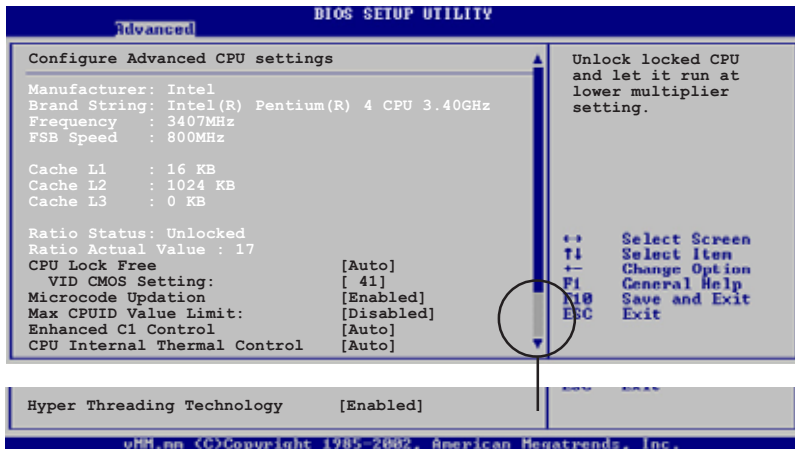 BIOS SETUP UTILITY
Advanced
Configure Advanced CPU settings
Manufacturer: Intel
Brand String: Intel(R) Pentium(R) 4 CPU 3.40GHz
Frequency : 3407MHz
FSB Speed : 800MHz
Cache L1 : 16 KB
Cache L2 : 1024 KB
Cache L3 : 0 KB
Ratio Status: Unlocked
Ratio Actual Value : 17
CPU Lock Free [Auto]
VID CMOS Setting: [ 41]
Microcode Updation [Enabled]
Max CPUID Value Limit: [Disabled]
Enhanced C1 Control [Auto]
CPU Internal Thermal Control [Auto]
Unlock locked CPU
and let it run at
lower multiplier
setting.
←→ Select Screen
↑↓ Select Item
+- Change Option
F1 General Help
F10 Save and Exit
ESC Exit
Hyper Threading Technology [Enabled]
vMM.mm (C)Copyright 1985-2002, American Megatrends, Inc.